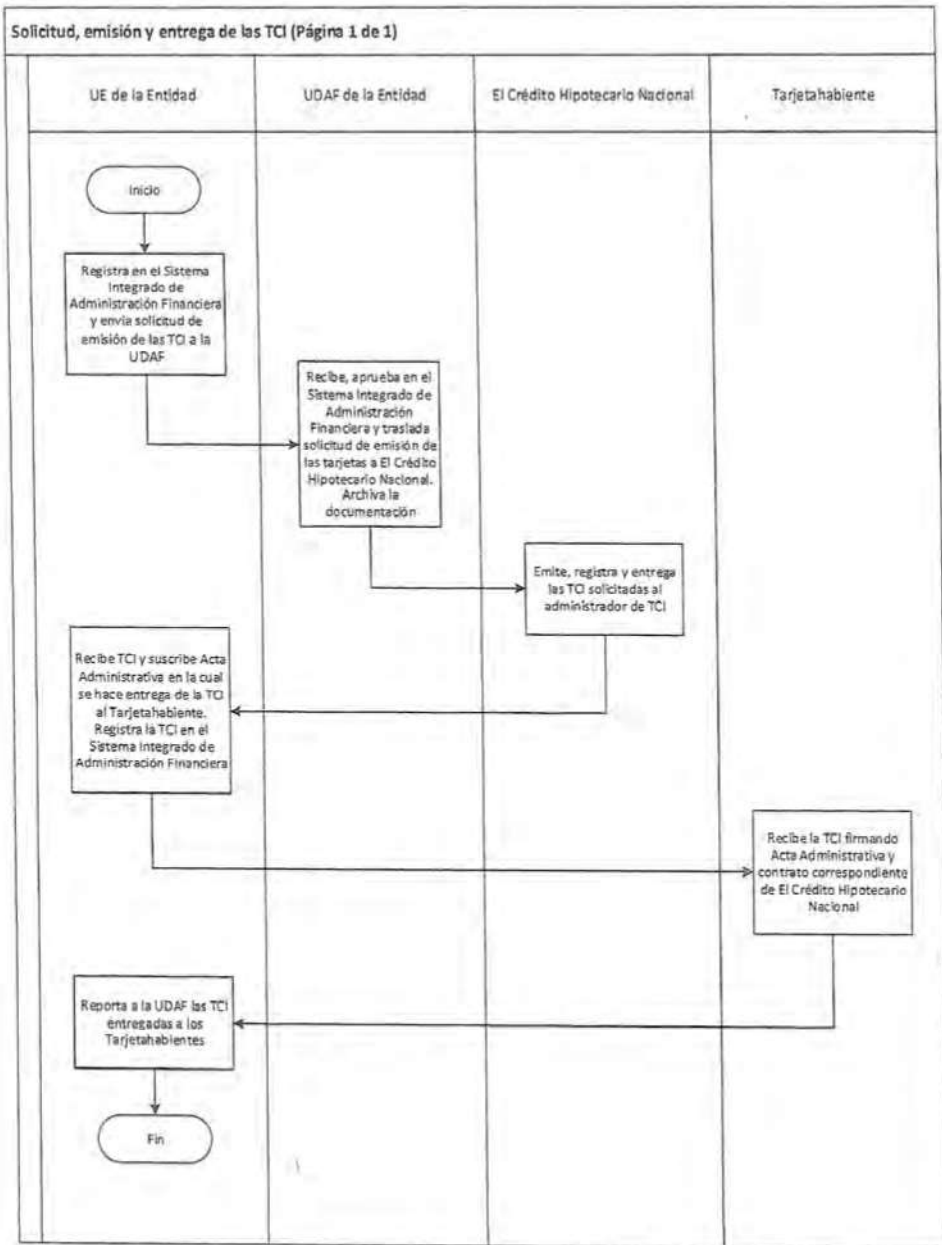 Solicitud, emisión y entrega de las TCI (Página 1 de 1)
UE de la Entidad
UDAF de la Entidad
El Crédito Hipotecario Nacional
Tarjetahabiente
Inicio
Registra en el Sistema
Integrado de
Administración Financiera
y envía solicitud de
emisión de las TCI a la
UDAF
Recibe, aprueba en el
Sistema Integrado de
Administración
Financiera y traslada
solicitud de emisión de
las tarjetas a El Crédito
Hipotecario Nacional.
Archiva la
documentación
Emite, registra y entrega
las TCI solicitadas al
administrador de TCI
Recibe TCI y suscribe Acta
Administrativa en la cual
se hace entrega de la TCI
al Tarjetahabiente.
Registra la TCI en el
Sistema Integrado de
Administración Financiera
Recibe la TCI firmando
Acta Administrativa y
contrato correspondiente
de El Crédito Hipotecario
Nacional
Reporta a la UDAF las TCI
entregadas a los
Tarjetahabientes
Fin